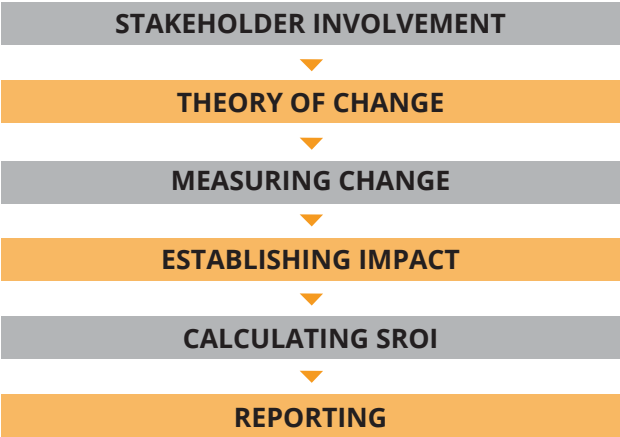 STAKEHOLDER INVOLVEMENT
THEORY OF CHANGE
MEASURING CHANGE
ESTABLISHING IMPACT
CALCULATING SROI
REPORTING